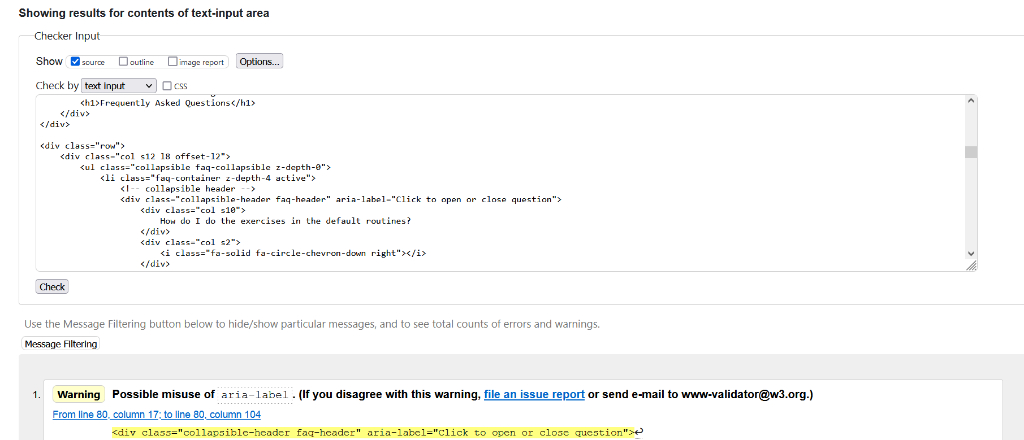 Showing results for contents of text-input area
Checker Input
Show source outline image report Options...
Check by text input css
<h1>Frequently Asked Questions</h1>
</div>
</div>
<div class="row">
<div class="col s12 l8 offset-l2">
<ul class="collapsible faq-collapsible z-depth-0">
<li class="faq-container z-depth-4 active">
<!-- collapsible header -->
<div class="collapsible-header faq-header" aria-label="Click to open or close question">
<div class="col s10">
How do I do the exercises in the default routines?
</div>
<div class="col s2">
<i class="fa-solid fa-circle-chevron-down right"></i>
</div>
Check
Use the Message Filtering button below to hide/show particular messages, and to see total counts of errors and warnings.
Message Filtering
1. Warning Possible misuse of aria-label . (If you disagree with this warning, file an issue report or send e-mail to www-validator@w3.org.)
From line 80, column 17; to line 80, column 104
<div class="collapsible-header faq-header" aria-label="Click to open or close question">↩